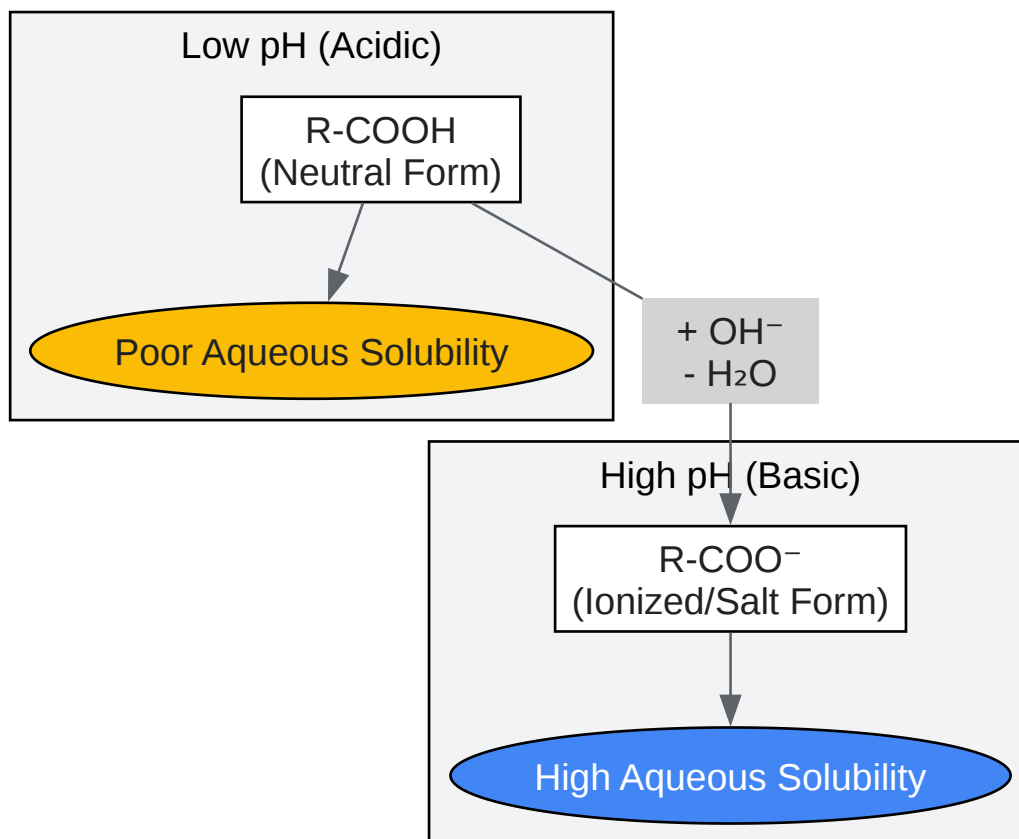 Low pH (Acidic)
R-COOH
(Neutral Form)
Poor Aqueous Solubility
+ OH⁻
- H₂O
High pH (Basic)
R-COO⁻
(Ionized/Salt Form)
High Aqueous Solubility